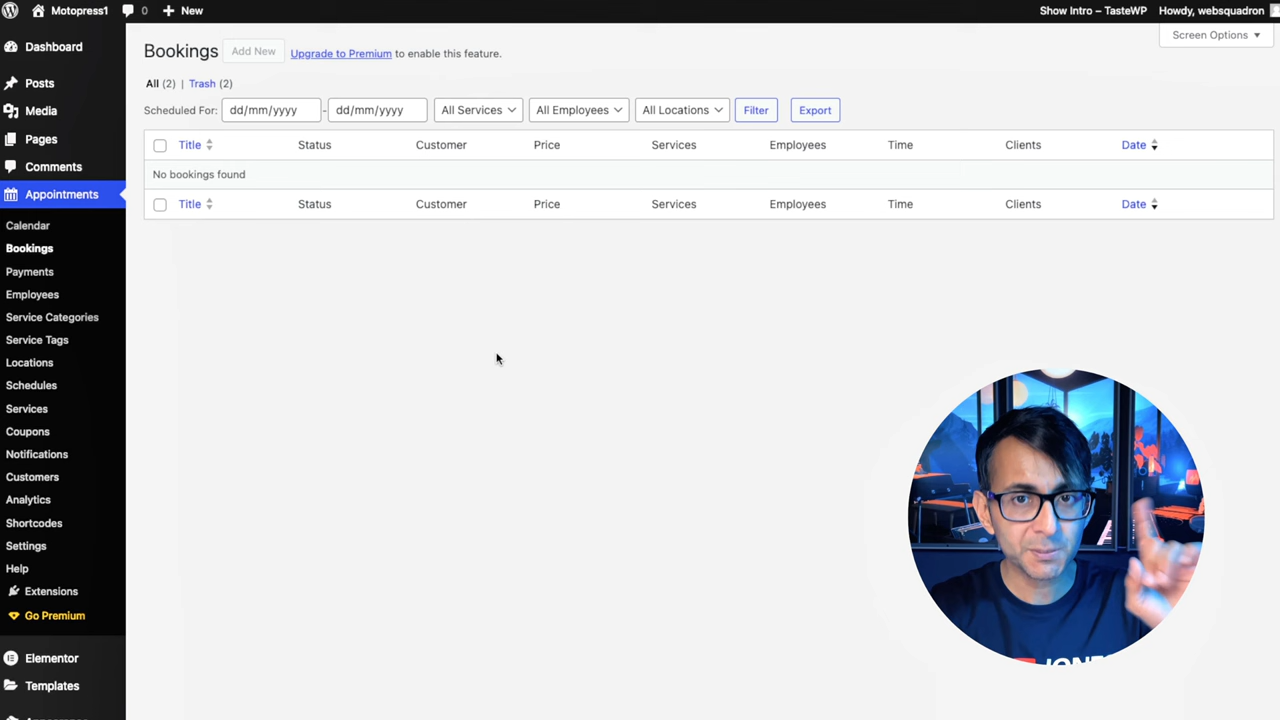 Motopress1 0 New Show Intro – TasteWP Howdy, websquadron
Screen Options
Dashboard
Posts
Media
Pages
Comments
Appointments
Calendar
Bookings
Payments
Employees
Service Categories
Service Tags
Locations
Schedules
Services
Coupons
Notifications
Customers
Analytics
Shortcodes
Settings
Help
Extensions
Go Premium
Elementor
Templates
Bookings Add New Upgrade to Premium to enable this feature.
All (2) | Trash (2)
Scheduled For: dd/mm/yyyy - dd/mm/yyyy All Services All Employees All Locations Filter Export
Title Status Customer Price Services Employees Time Clients Date
No bookings found
Title Status Customer Price Services Employees Time Clients Date